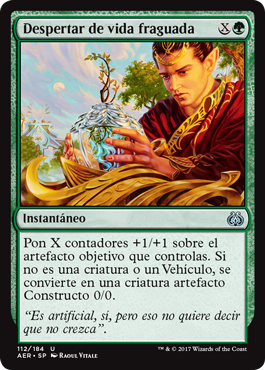 Despertar de vida fraguada X
Instantáneo
Pon X contadores +1/+1 sobre el
artefacto objetivo que controlas. Si
no es una criatura o un Vehículo, se
convierte en una criatura artefacto
Constructo 0/0.
“Es artificial, sí, pero eso no quiere decir
que no crezca”.
112/184 U
AER • SP Raoul Vitale
™ & © 2017 Wizards of the Coast